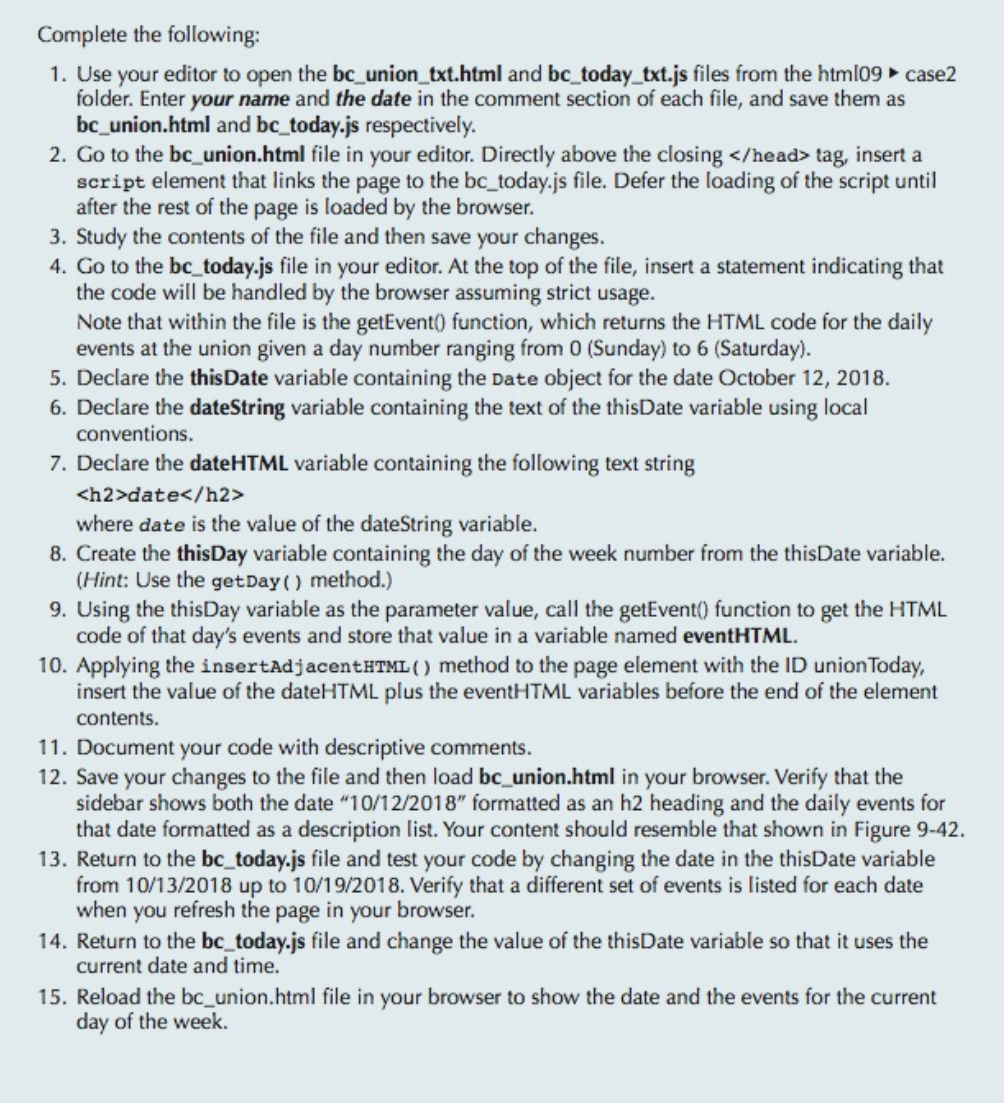 Complete the following:
1. Use your editor to open the bc_union_txt.html and bc_today_txt.js files from the html09 ▶ case2
folder. Enter your name and the date in the comment section of each file, and save them as
bc_union.html and bc_today.js respectively.
2. Go to the bc_union.html file in your editor. Directly above the closing </head> tag, insert a
script element that links the page to the bc_today.js file. Defer the loading of the script until
after the rest of the page is loaded by the browser.
3. Study the contents of the file and then save your changes.
4. Go to the bc_today.js file in your editor. At the top of the file, insert a statement indicating that
the code will be handled by the browser assuming strict usage.
Note that within the file is the getEvent() function, which returns the HTML code for the daily
events at the union given a day number ranging from 0 (Sunday) to 6 (Saturday).
5. Declare the thisDate variable containing the Date object for the date October 12, 2018.
6. Declare the dateString variable containing the text of the thisDate variable using local
conventions.
7. Declare the dateHTML variable containing the following text string
<h2>date</h2>
where date is the value of the dateString variable.
8. Create the thisDay variable containing the day of the week number from the thisDate variable.
(Hint: Use the getDay() method.)
9. Using the thisDay variable as the parameter value, call the getEvent() function to get the HTML
code of that day's events and store that value in a variable named eventHTML.
10. Applying the insertAdjacentHTML() method to the page element with the ID unionToday,
insert the value of the dateHTML plus the eventHTML variables before the end of the element
contents.
11. Document your code with descriptive comments.
12. Save your changes to the file and then load bc_union.html in your browser. Verify that the
sidebar shows both the date "10/12/2018" formatted as an h2 heading and the daily events for
that date formatted as a description list. Your content should resemble that shown in Figure 9-42.
13. Return to the bc_today.js file and test your code by changing the date in the thisDate variable
from 10/13/2018 up to 10/19/2018. Verify that a different set of events is listed for each date
when you refresh the page in your browser.
14. Return to the bc_today.js file and change the value of the thisDate variable so that it uses the
current date and time.
15. Reload the bc_union.html file in your browser to show the date and the events for the current
day of the week.